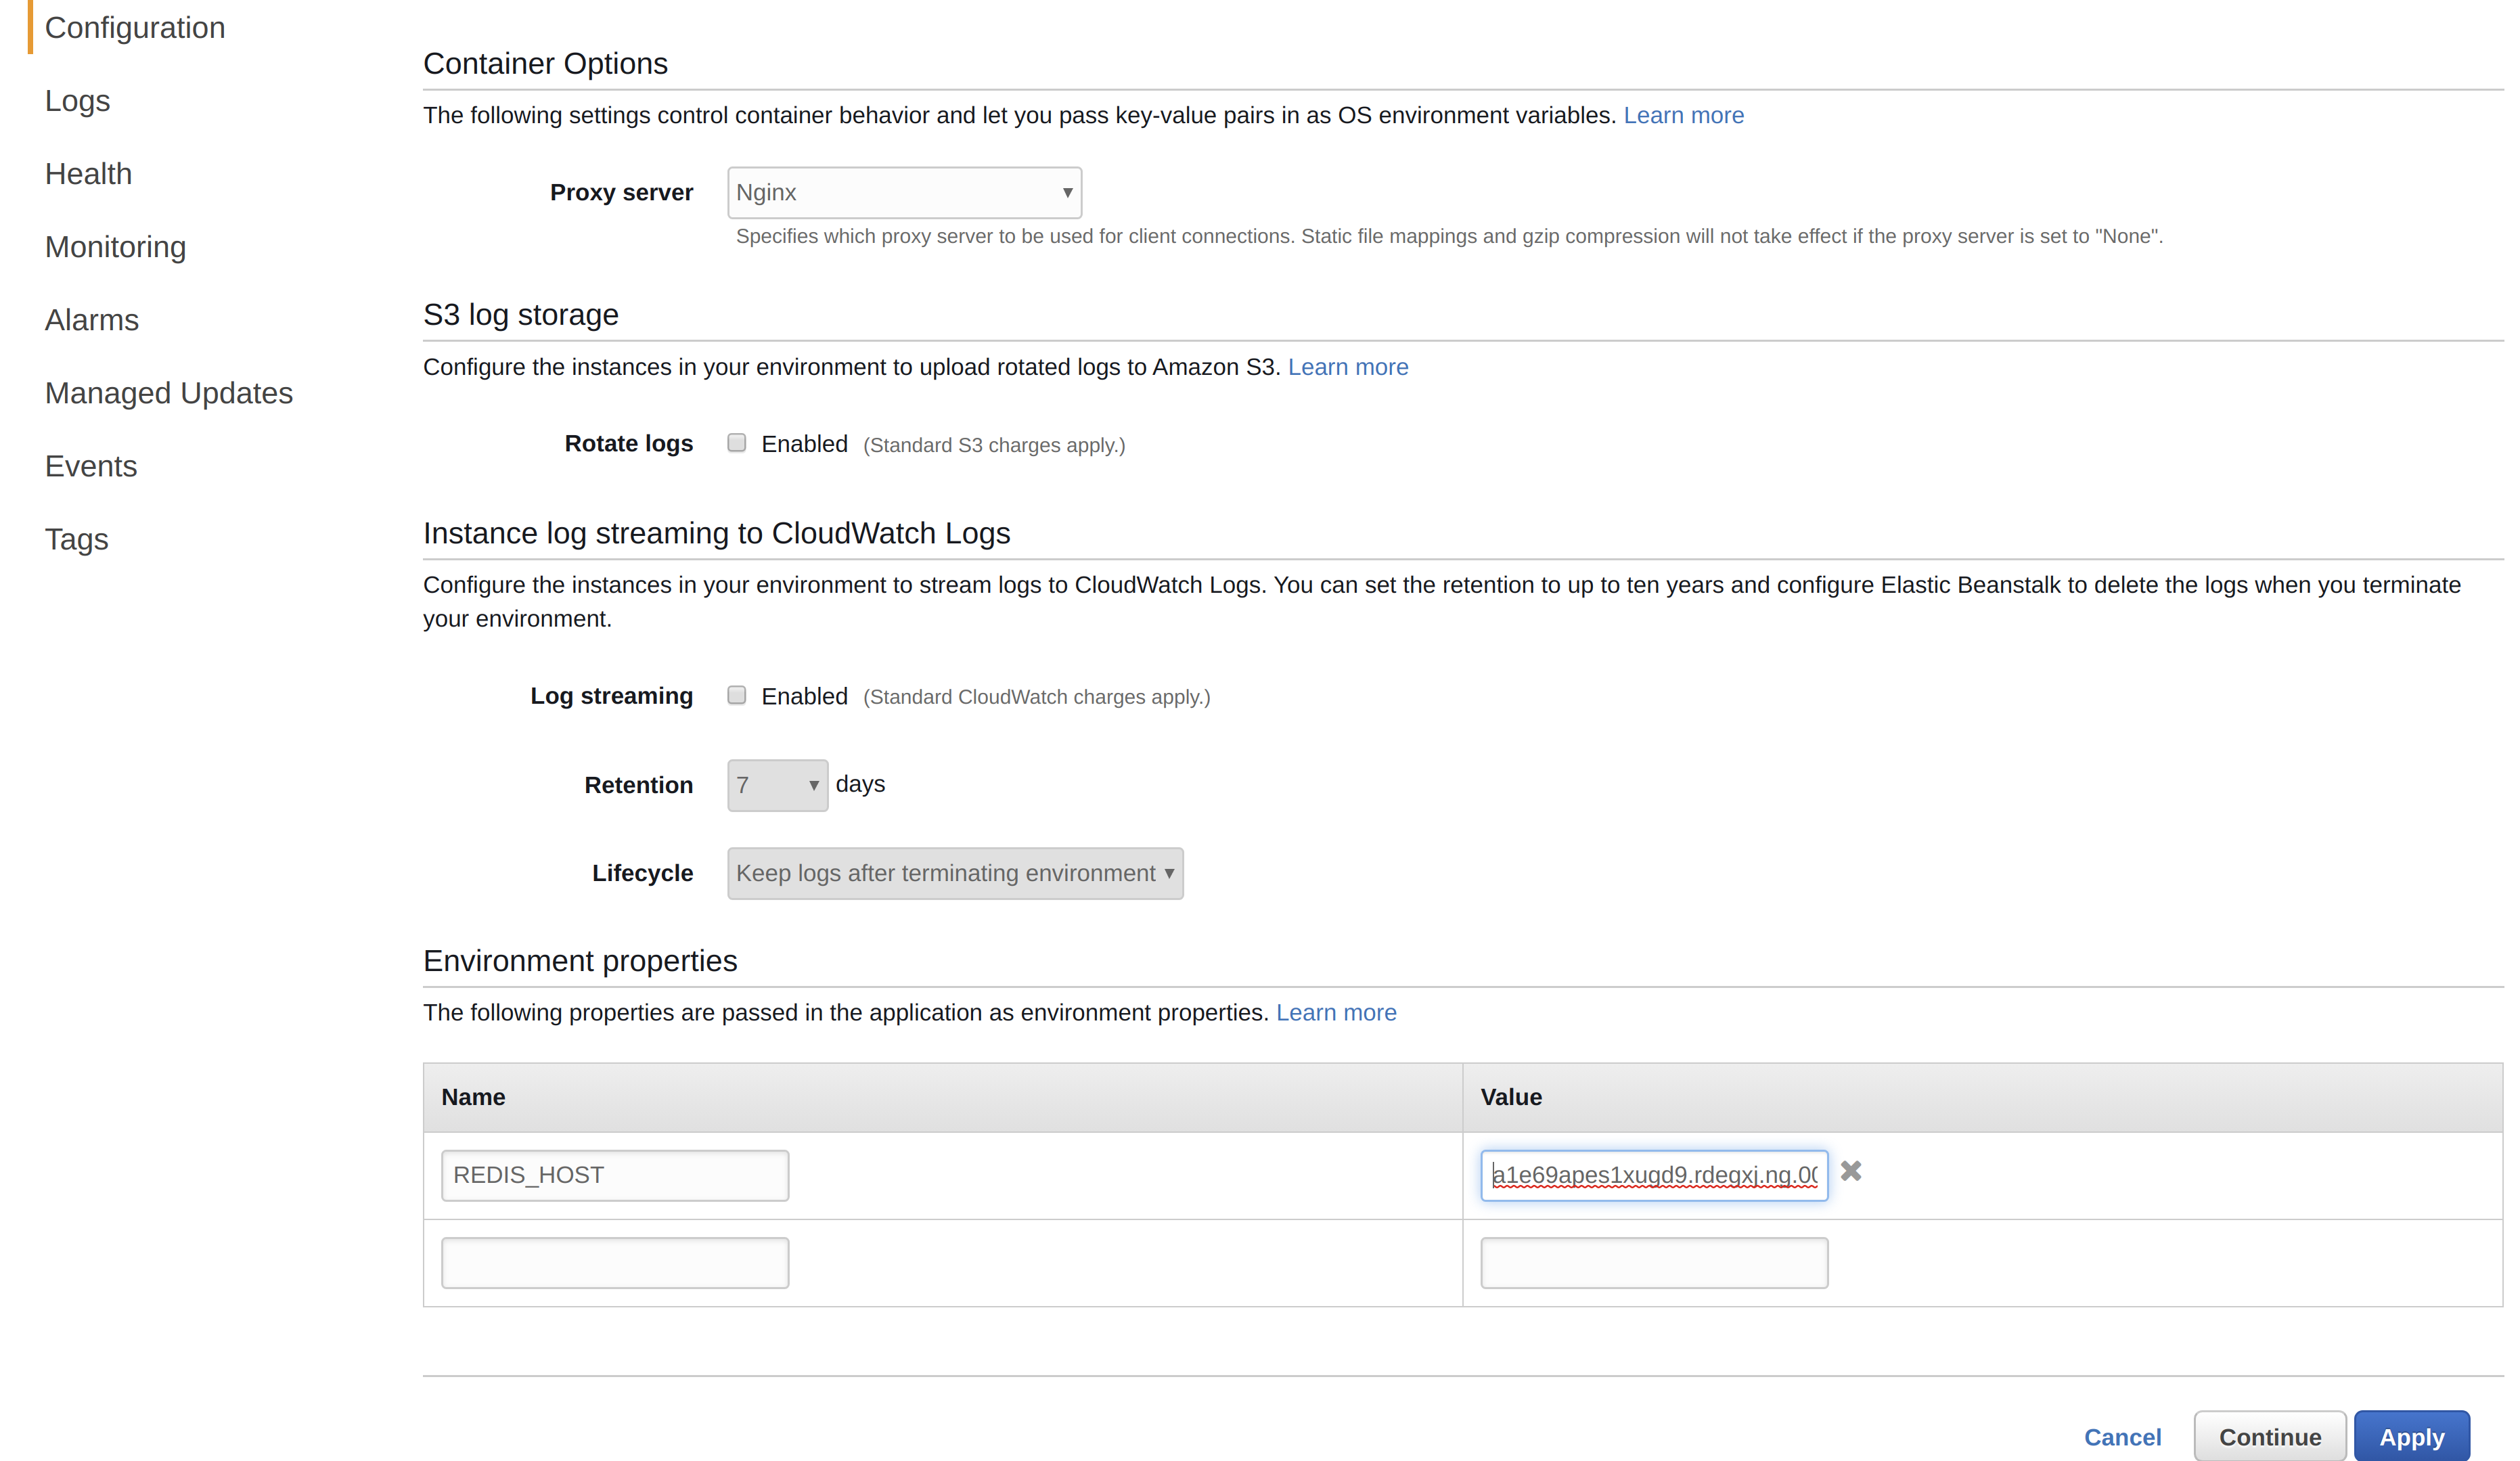 Configuration
Logs
Health
Monitoring
Alarms
Managed Updates
Events
Tags
Container Options
The following settings control container behavior and let you pass key-value pairs in as OS environment variables. Learn more
Proxy server Nginx
Specifies which proxy server to be used for client connections. Static file mappings and gzip compression will not take effect if the proxy server is set to "None".
S3 log storage
Configure the instances in your environment to upload rotated logs to Amazon S3. Learn more
Rotate logs Enabled (Standard S3 charges apply.)
Instance log streaming to CloudWatch Logs
Configure the instances in your environment to stream logs to CloudWatch Logs. You can set the retention to up to ten years and configure Elastic Beanstalk to delete the logs when you terminate
your environment.
Log streaming Enabled (Standard CloudWatch charges apply.)
Retention 7 days
Lifecycle Keep logs after terminating environment
Environment properties
The following properties are passed in the application as environment properties. Learn more
Name Value
REDIS_HOST a1e69apes1xugd9.rdegxj.ng.00
Cancel Continue Apply